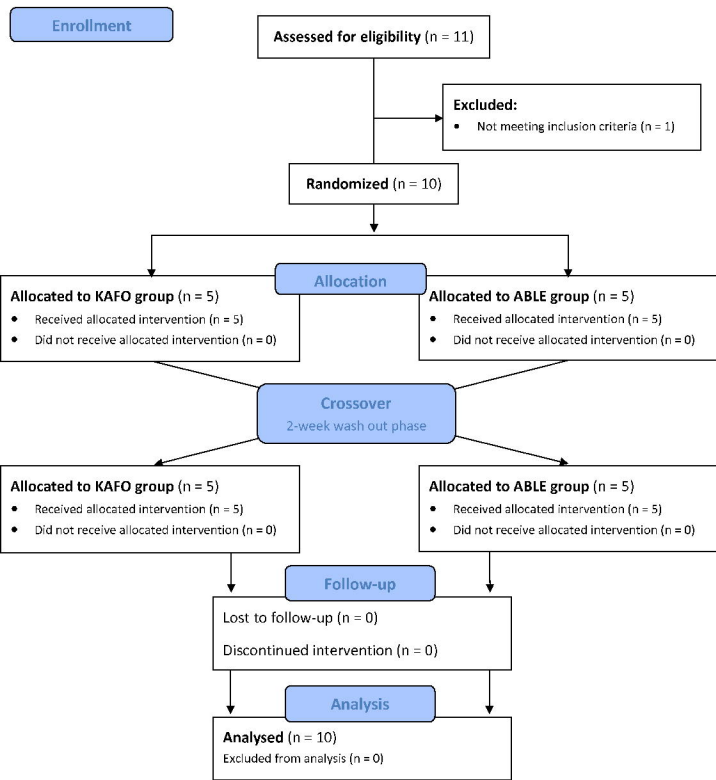 Enrollment
Assessed for eligibility (n = 11)
Excluded:
• Not meeting inclusion criteria (n = 1)
Randomized (n = 10)
Allocation
Allocated to KAFO group (n = 5)
• Received allocated intervention (n = 5)
• Did not receive allocated intervention (n = 0)
Allocated to ABLE group (n = 5)
• Received allocated intervention (n = 5)
• Did not receive allocated intervention (n = 0)
Crossover
2-week wash out phase
Allocated to KAFO group (n = 5)
• Received allocated intervention (n = 5)
• Did not receive allocated intervention (n = 0)
Allocated to ABLE group (n = 5)
• Received allocated intervention (n = 5)
• Did not receive allocated intervention (n = 0)
Follow-up
Lost to follow-up (n = 0)
Discontinued intervention (n = 0)
Analysis
Analysed (n = 10)
Excluded from analysis (n = 0)